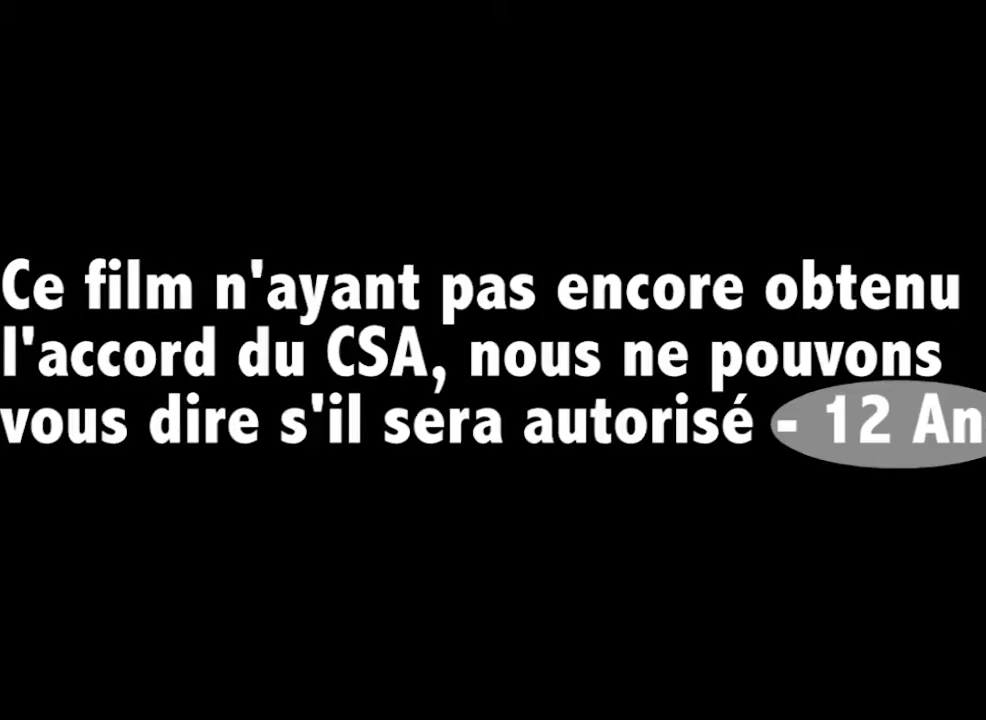 Ce film n'ayant pas encore obtenu
l'accord du CSA, nous ne pouvons
vous dire s'il sera autorisé - 12 An